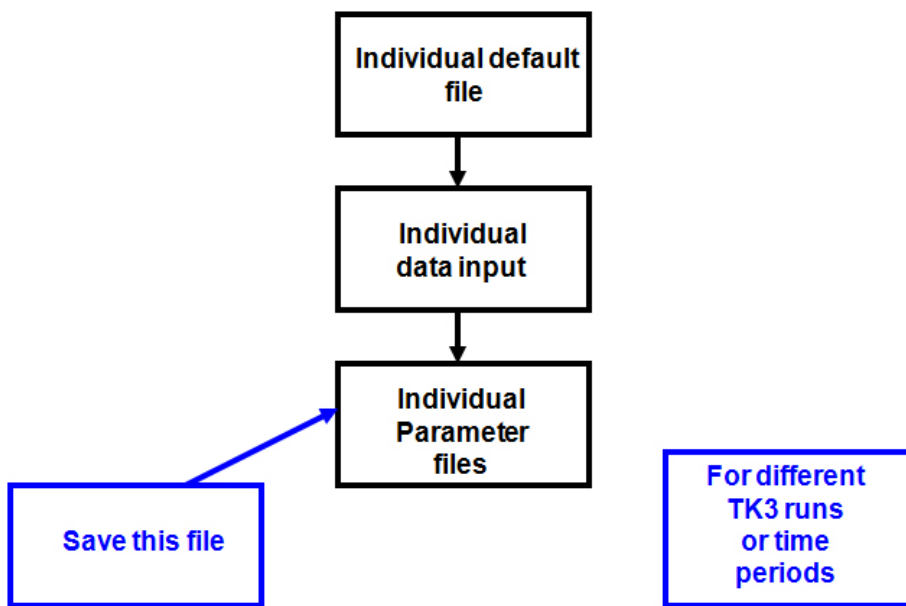 Individual default
file
Individual
data input
Individual
Parameter
files
Save this file
For different
TK3 runs
or time
periods